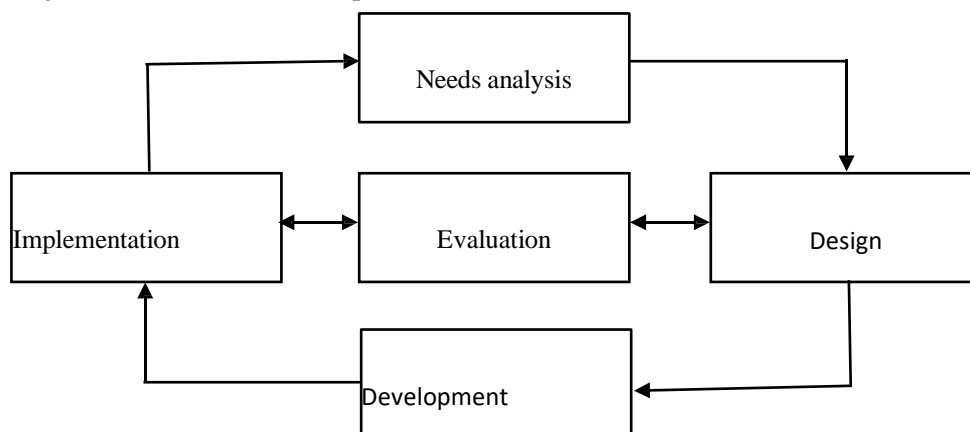 Needs analysis
Implementation
Evaluation
Design
Development